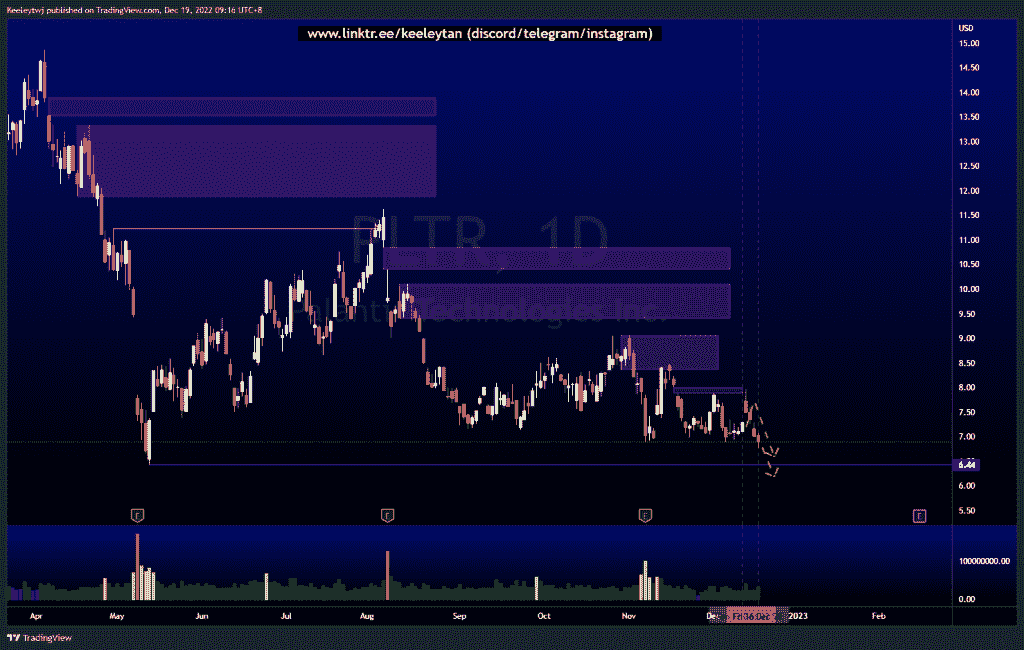 Keeleytwj published on TradingView.com, Dec 19, 2022 09:16 UTC+8
www.linktr.ee/keeleytan (discord/telegram/instagram)
USD
15.00
14.50
14.00
13.50
13.00
12.50
12.00
11.50
PLTR, 1D
11.00
10.50
10.00
Palantir Technologies Inc.
9.50
9.00
8.50
8.00
7.50
7.00
6.44
6.00
5.50
E
E
E
E
100000000.00
0.00
Apr
May
Jun
Jul
Aug
Sep
Oct
Nov
2023
Feb
TradingView